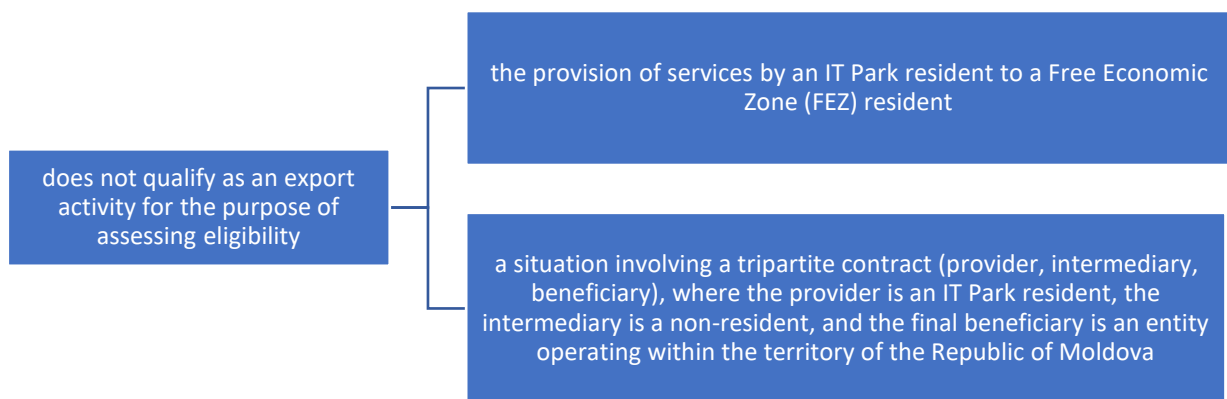 does not qualify as an export
activity for the purpose of
assessing eligibility
the provision of services by an IT Park resident to a Free Economic
Zone (FEZ) resident
a situation involving a tripartite contract (provider, intermediary,
beneficiary), where the provider is an IT Park resident, the
intermediary is a non-resident, and the final beneficiary is an entity
operating within the territory of the Republic of Moldova